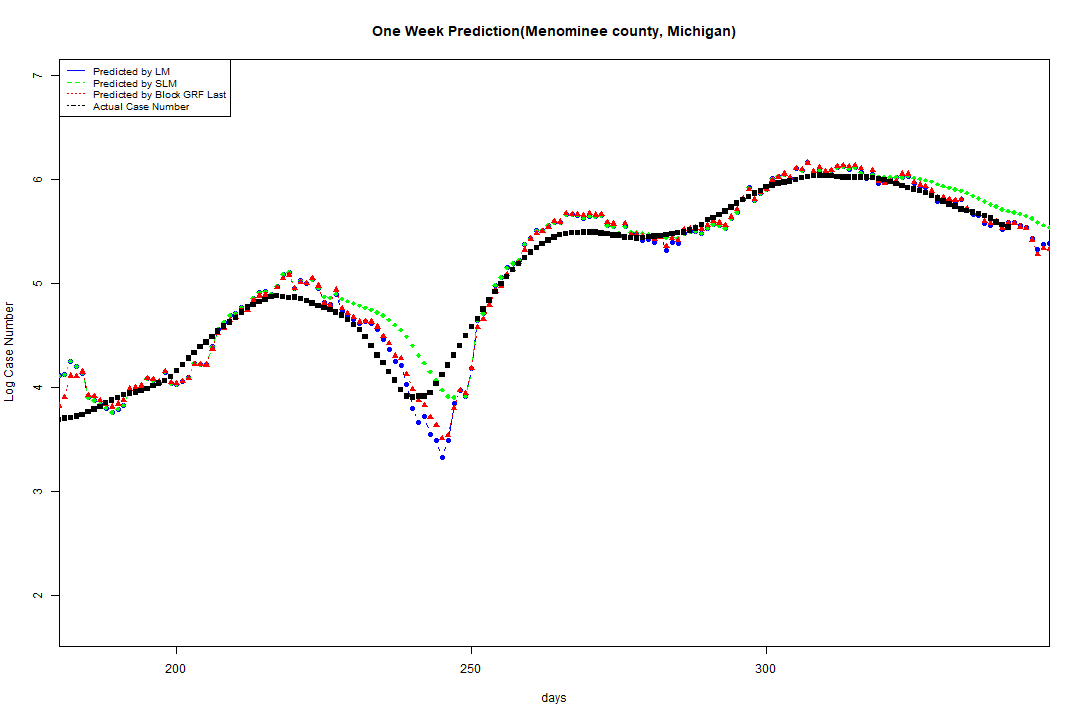 One Week Prediction(Menominee county, Michigan)
Predicted by LM
Predicted by SLM
Predicted by Block GRF Last
Actual Case Number
7
6
5
4
3
2
Log Case Number
200 250 300
days